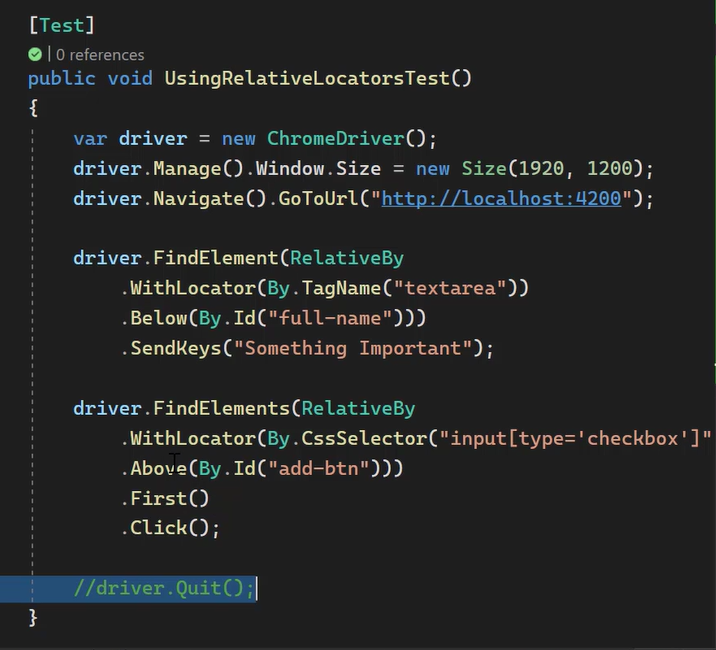 [Test]
| 0 references
public void UsingRelativeLocatorsTest()
{
var driver = new ChromeDriver();
driver.Manage().Window.Size = new Size(1920, 1200);
driver.Navigate().GoToUrl("http://localhost:4200");
driver.FindElement(RelativeBy
.WithLocator(By.TagName("textarea"))
.Below(By.Id("full-name")))
.SendKeys("Something Important");
driver.FindElements(RelativeBy
.WithLocator(By.CssSelector("input[type='checkbox']"
.Above(By.Id("add-btn")))
.First()
.Click();
//driver.Quit();
}